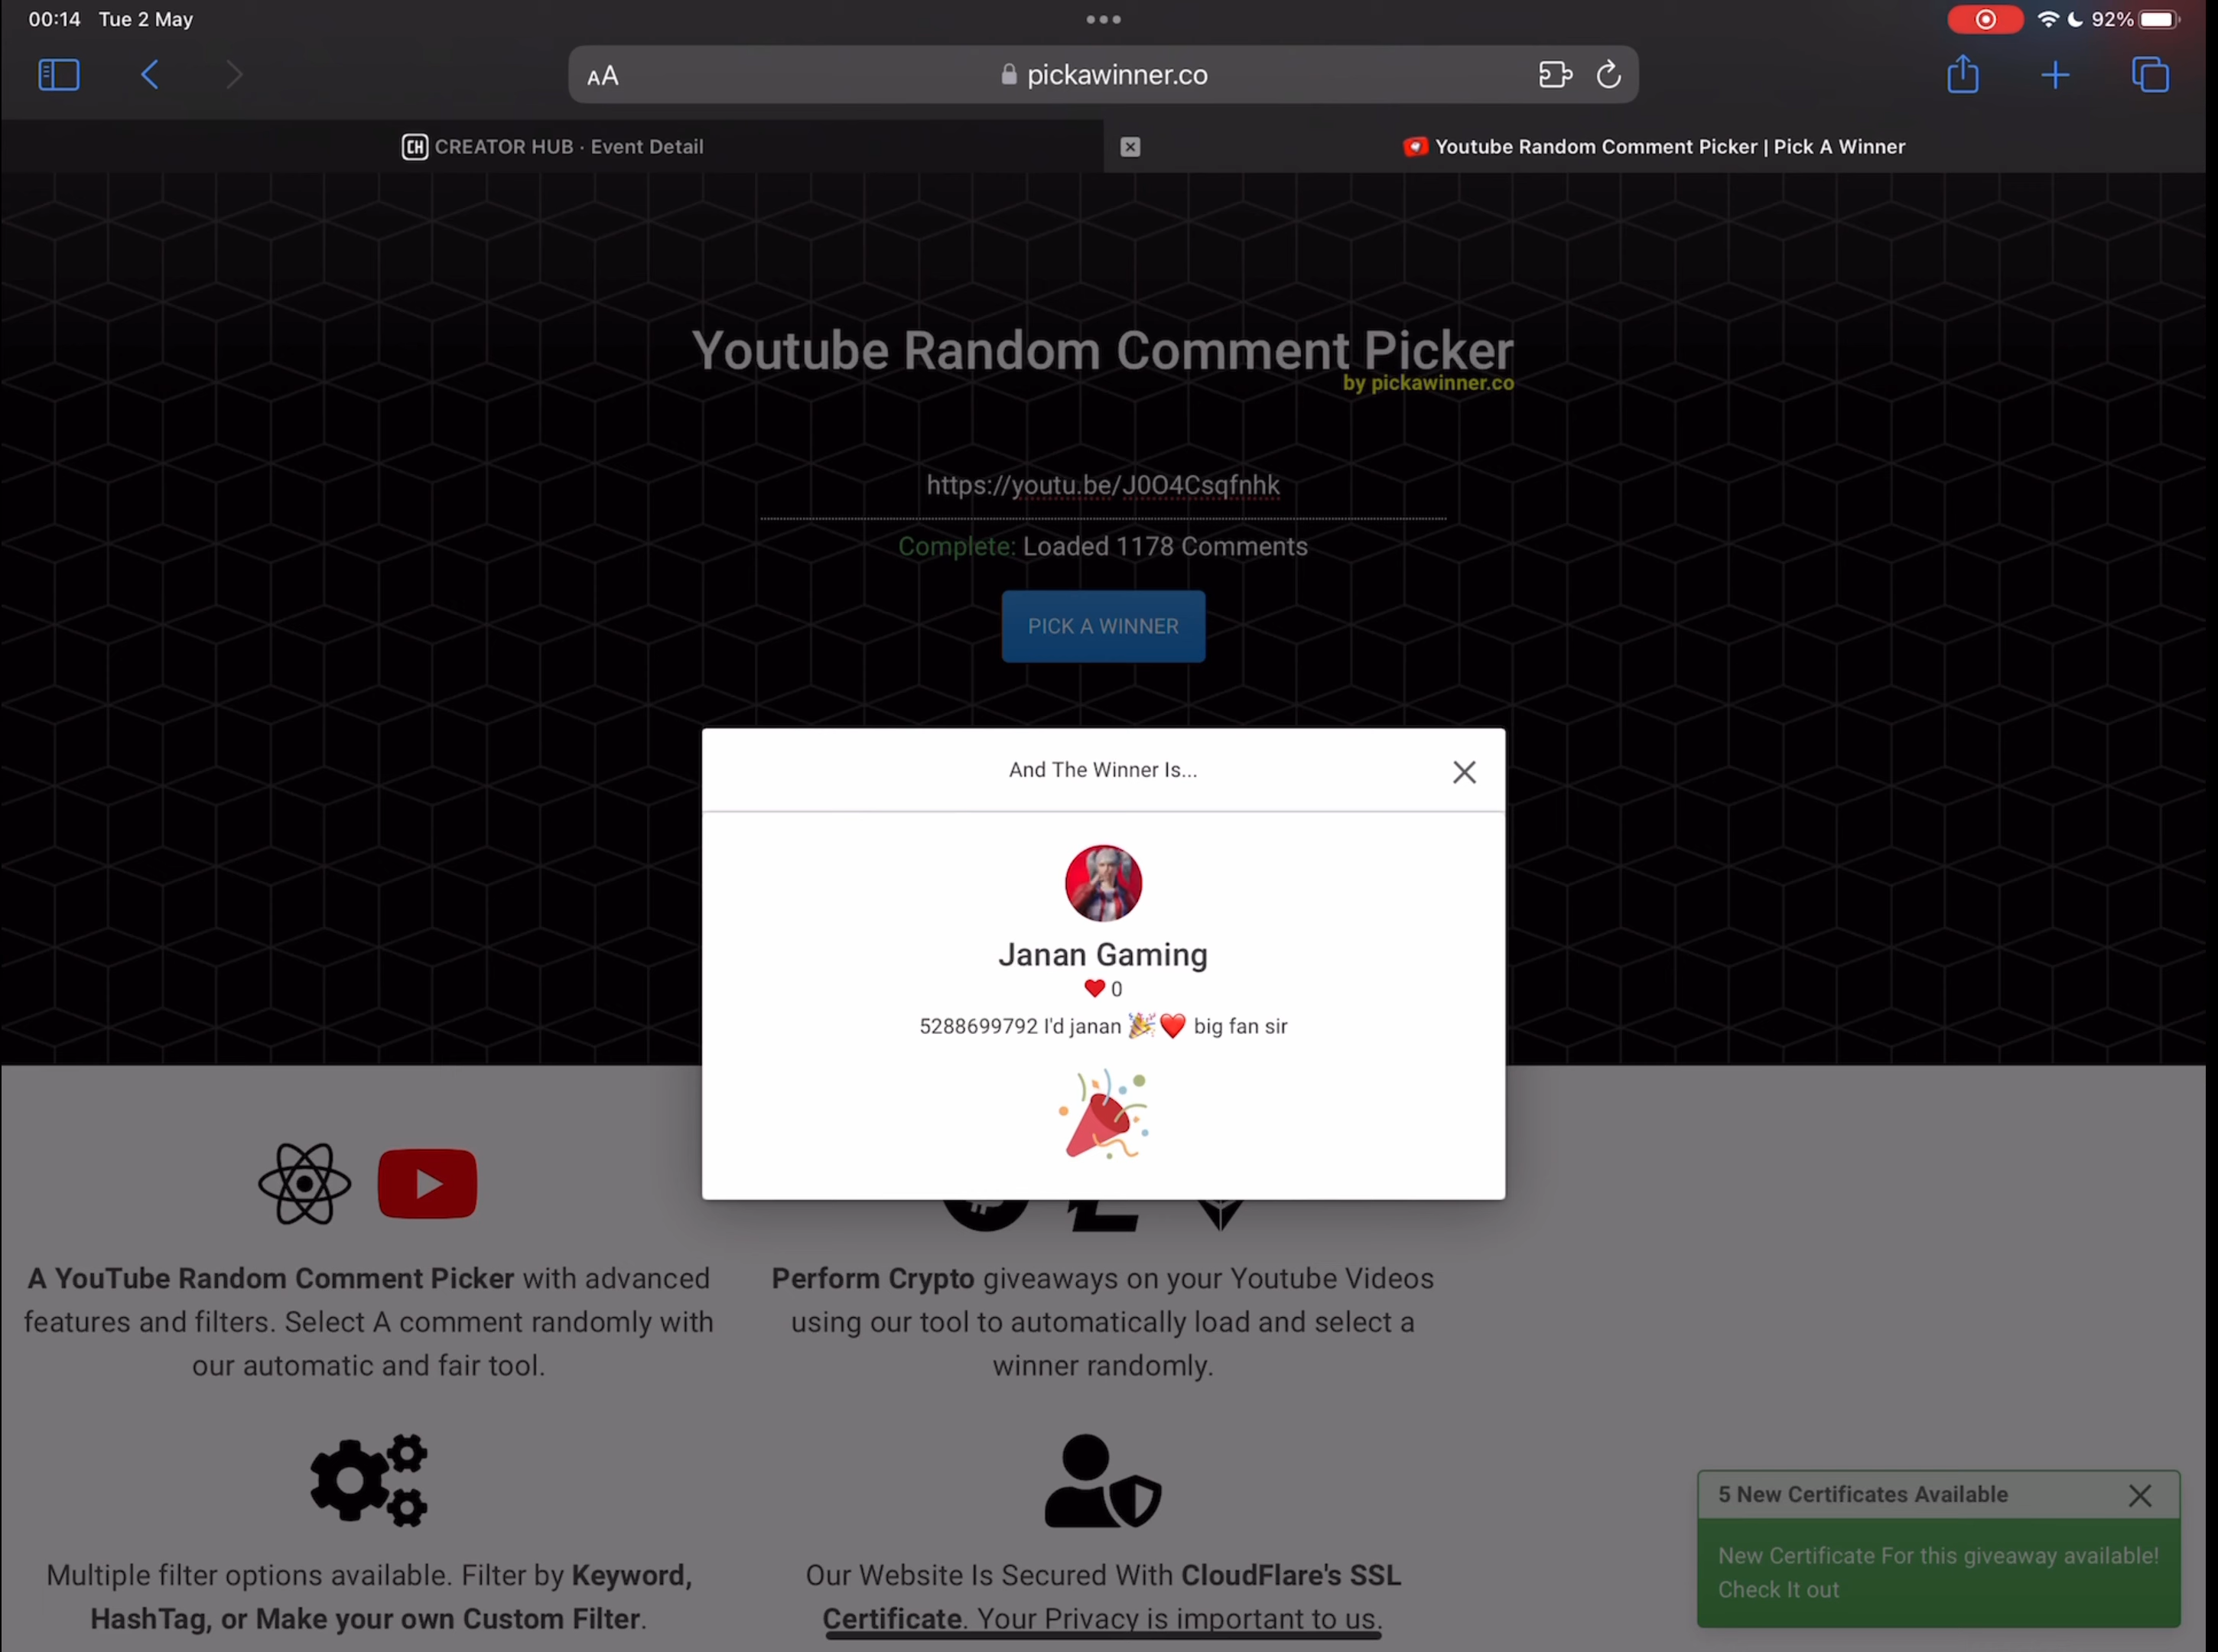 00:14 Tue 2 May
92%
AA
pickawinner.co
CH CREATOR HUB · Event Detail
Youtube Random Comment Picker | Pick A Winner
Youtube Random Comment Picker
by pickawinner.co
https://youtu.be/J0O4Csqfnhk
Complete: Loaded 1178 Comments
PICK A WINNER
And The Winner Is...
Janan Gaming
❤️ 0
5288699792 I'd janan 🎉❤️ big fan sir
A YouTube Random Comment Picker with advanced
features and filters. Select A comment randomly with
our automatic and fair tool.
Perform Crypto giveaways on your Youtube Videos
using our tool to automatically load and select a
winner randomly.
Multiple filter options available. Filter by Keyword,
HashTag, or Make your own Custom Filter.
Our Website Is Secured With CloudFlare's SSL
Certificate. Your Privacy is important to us.
5 New Certificates Available
New Certificate For this giveaway available!
Check It out